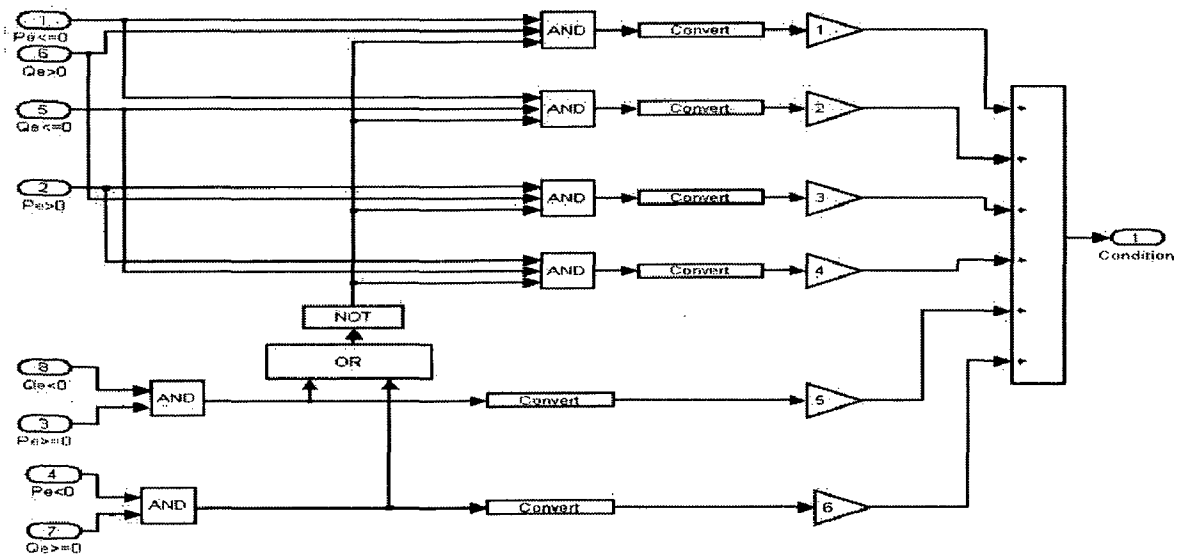 1
Pe<=0
6
Qe>0
5
Qe<=0
2
Pe>0
AND
Convert
1
AND
Convert
2
AND
Convert
3
AND
Convert
4
1
Condition
NOT
OR
8
Qe<0
3
Pe>=0
AND
Convert
5
4
Pe<0
7
Qe>=0
AND
Convert
6